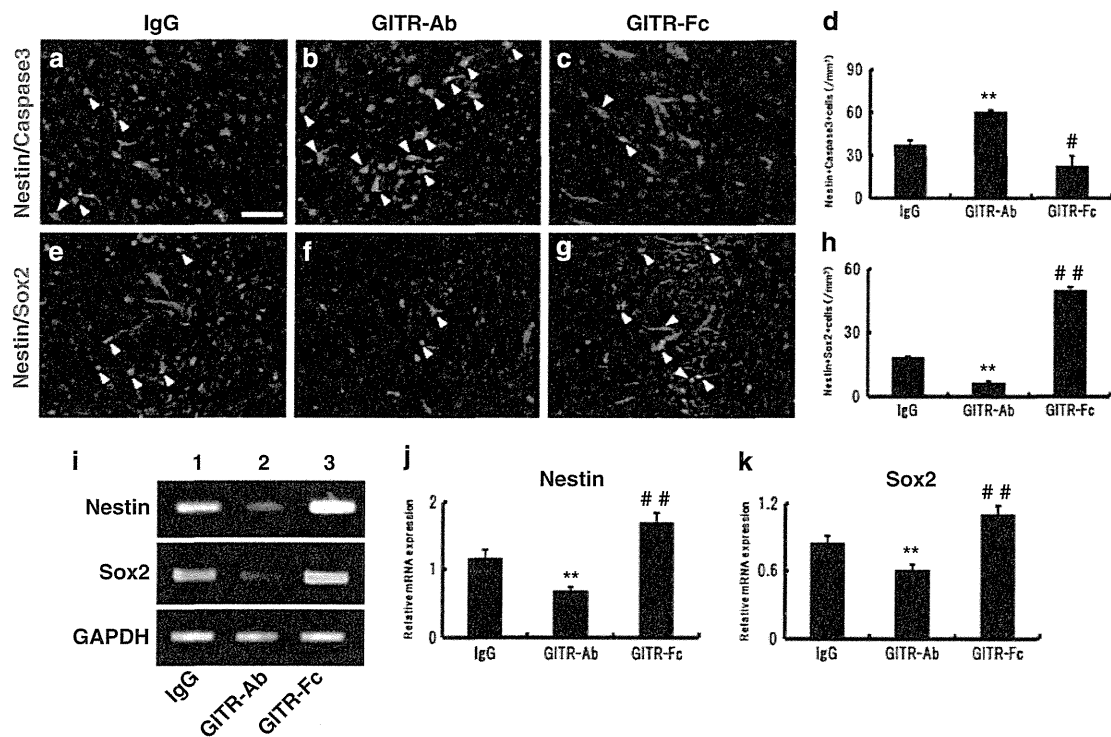 IgG GITR-Ab GITR-Fc d
Nestin/Caspase3
a b c
Nestin+Caspase3+cells (/mm²)
90
60
30
0
**
#
IgG GITR-Ab GITR-Fc
Nestin/Sox2
e f g
h
Nestin+Sox2+cells (/mm²)
60
30
0
**
# #
IgG GITR-Ab GITR-Fc
i
1 2 3
Nestin
Sox2
GAPDH
IgG
GITR-Ab
GITR-Fc
j
Nestin
Relative mRNA expression
2
1
0
**
# #
IgG GITR-Ab GITR-Fc
k
Sox2
Relative mRNA expression
1.2
0.6
0
**
# #
IgG GITR-Ab GITR-Fc